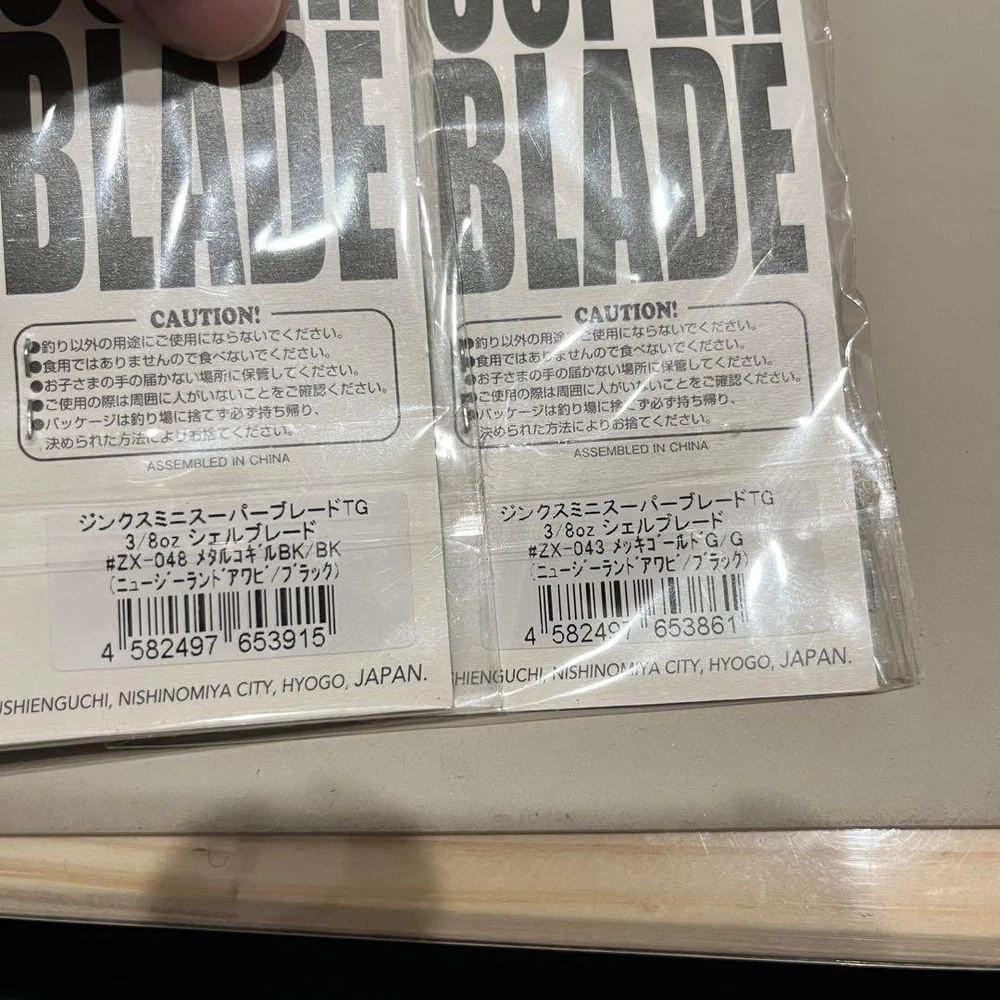 SUPER
BLADE
CAUTION!
●釣り以外の用途にご使用にならないでください。
●食用ではありませんので食べないでください。
●お子さまの手の届かない場所に保管してください。
●ご使用の際は周囲に人がいないことをご確認ください。
●パッケージは釣り場に捨てず必ず持ち帰り、
決められた方法によりお捨てください。
ASSEMBLED IN CHINA
ジンクスミニスーパーブレードTG
3/8oz シェルブレード
#ZX-048 メタルコギルBK/BK
(ニュージーランドアワビ/ブラック)
4 582497 653915
SHIENGUCHI, NISHINOMIYA CITY, HYOGO, JAPAN.
SUPER
BLADE
CAUTION!
●釣り以外の用途にご使用にならないでください。
●食用ではありませんので食べないでください。
●お子さまの手の届かない場所に保管してください。
●ご使用の際は周囲に人がいないことをご確認ください。
●パッケージは釣り場に捨てず必ず持ち帰り、
決められた方法によりお捨てください。
ASSEMBLED IN CHINA
ジンクスミニスーパーブレードTG
3/8oz シェルブレード
#ZX-043 メッキゴールドG/G
(ニュージーランドアワビ/ブラック)
4 582497 653861
HIENGUCHI, NISHINOMIYA CITY, HYOGO, JAPAN.